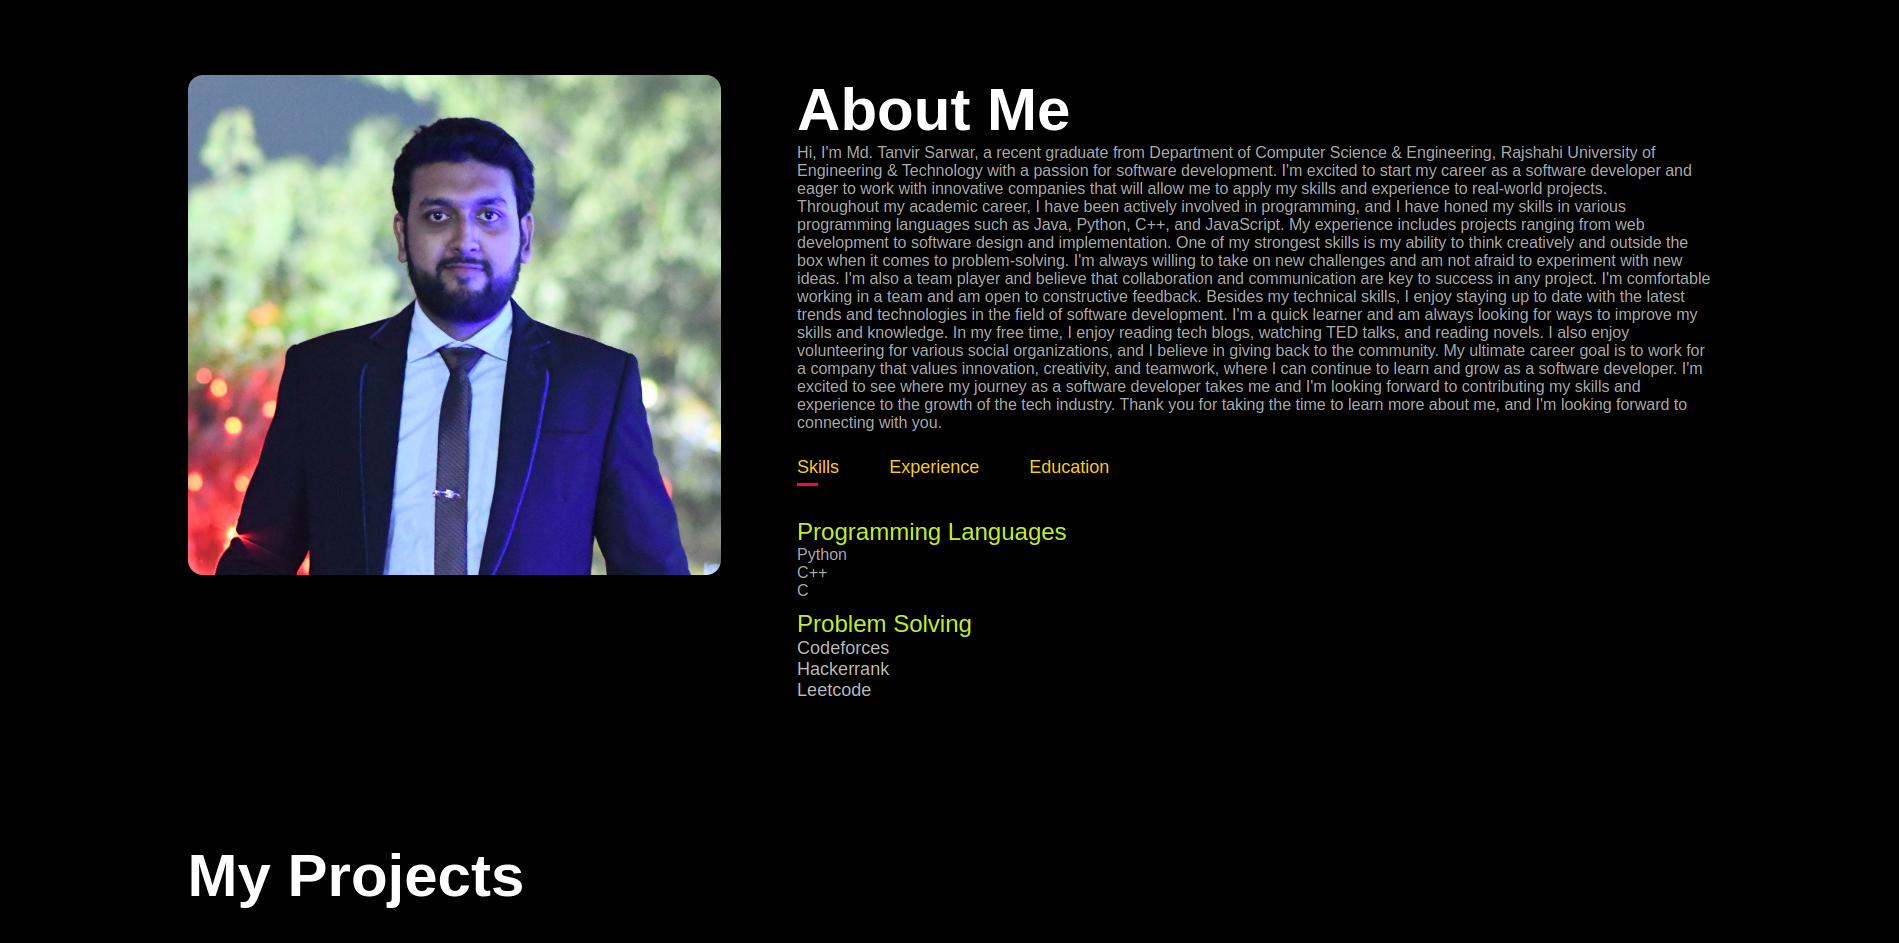 About Me
Hi, I'm Md. Tanvir Sarwar, a recent graduate from Department of Computer Science & Engineering, Rajshahi University of
Engineering & Technology with a passion for software development. I'm excited to start my career as a software developer and
eager to work with innovative companies that will allow me to apply my skills and experience to real-world projects.
Throughout my academic career, I have been actively involved in programming, and I have honed my skills in various
programming languages such as Java, Python, C++, and JavaScript. My experience includes projects ranging from web
development to software design and implementation. One of my strongest skills is my ability to think creatively and outside the
box when it comes to problem-solving. I'm always willing to take on new challenges and am not afraid to experiment with new
ideas. I'm also a team player and believe that collaboration and communication are key to success in any project. I'm comfortable
working in a team and am open to constructive feedback. Besides my technical skills, I enjoy staying up to date with the latest
trends and technologies in the field of software development. I'm a quick learner and am always looking for ways to improve my
skills and knowledge. In my free time, I enjoy reading tech blogs, watching TED talks, and reading novels. I also enjoy
volunteering for various social organizations, and I believe in giving back to the community. My ultimate career goal is to work for
a company that values innovation, creativity, and teamwork, where I can continue to learn and grow as a software developer. I'm
excited to see where my journey as a software developer takes me and I'm looking forward to contributing my skills and
experience to the growth of the tech industry. Thank you for taking the time to learn more about me, and I'm looking forward to
connecting with you.
Skills Experience Education
Programming Languages
Python
C++
C
Problem Solving
Codeforces
Hackerrank
Leetcode
My Projects